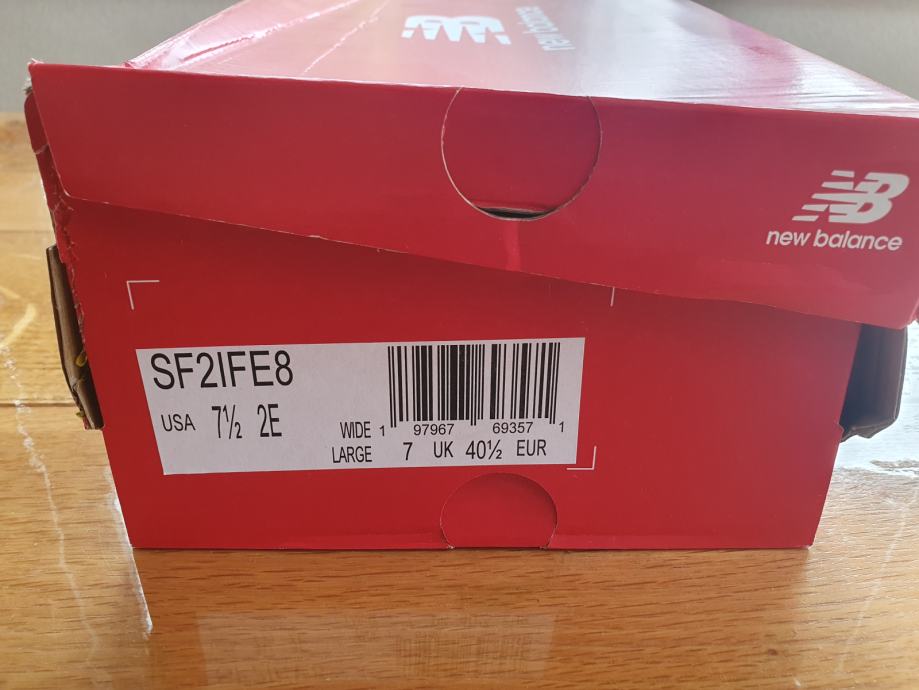 new balance
new balance
SF2IFE8
USA 7½ 2E
WIDE 1 97967 69357 1
LARGE 7 UK 40½ EUR